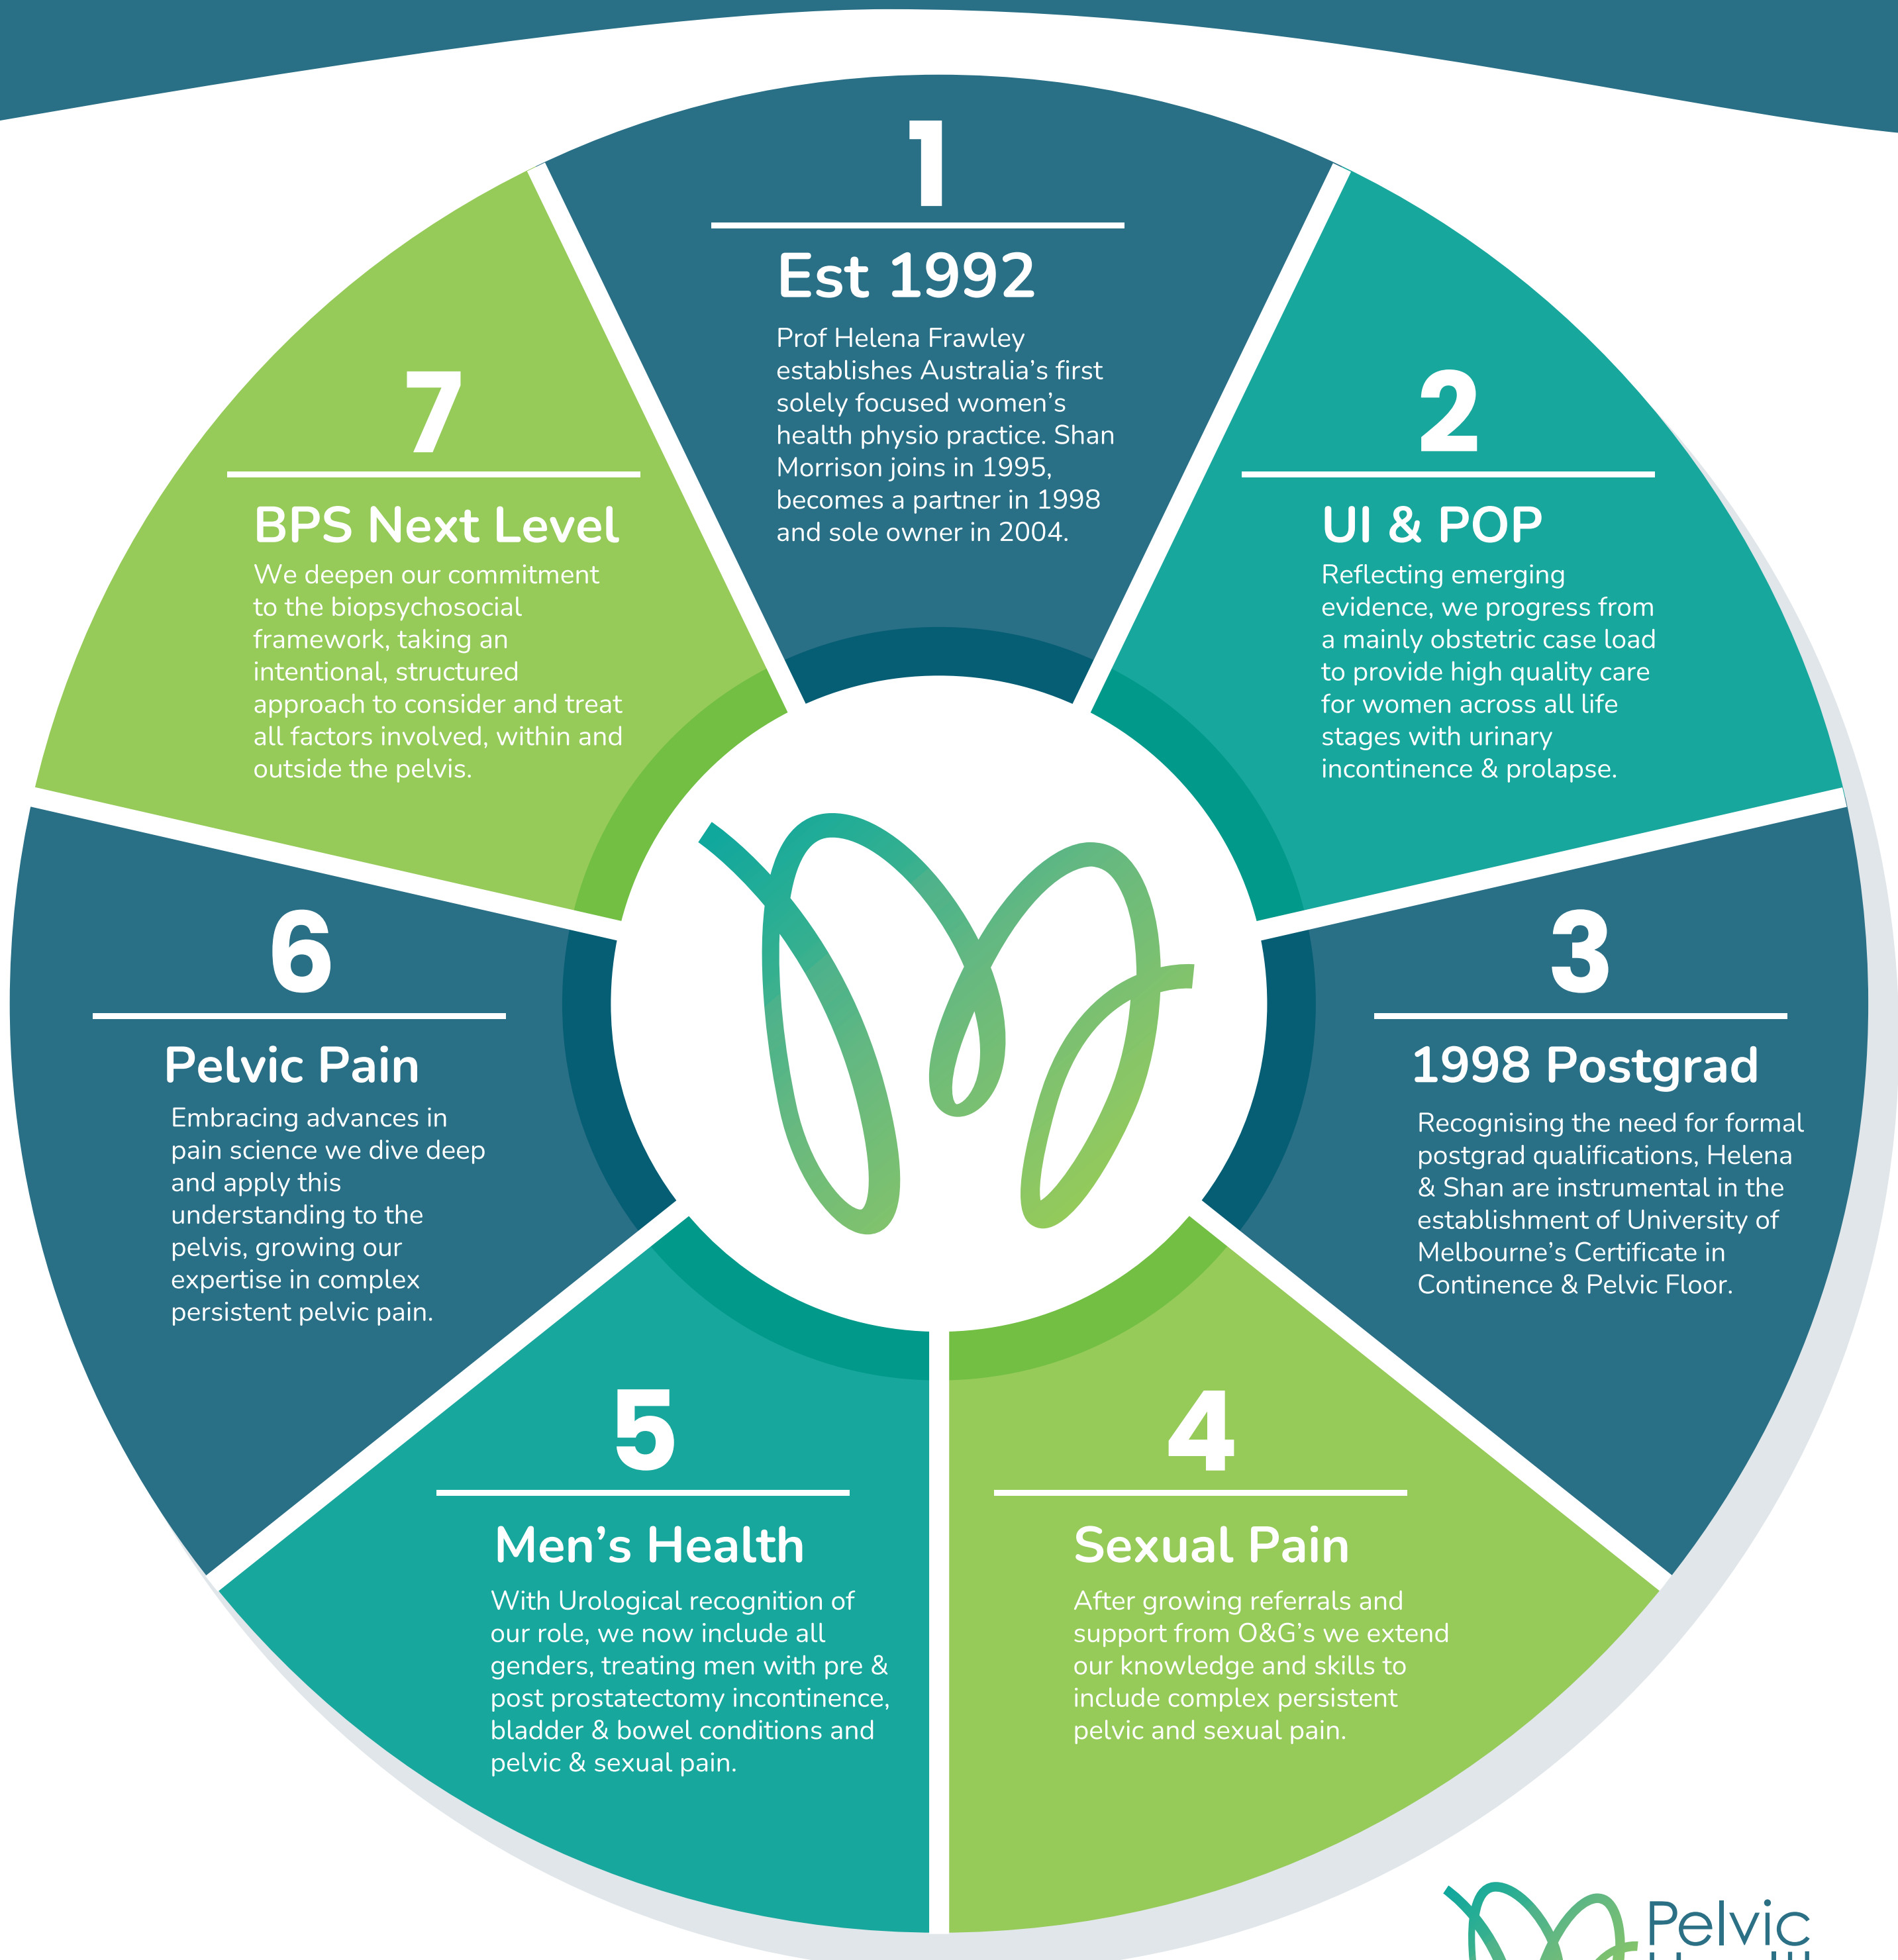 1
Est 1992
Prof Helena Frawley
establishes Australia’s first
solely focused women’s
health physio practice. Shan
Morrison joins in 1995,
becomes a partner in 1998
and sole owner in 2004.
2
UI & POP
Reflecting emerging
evidence, we progress from
a mainly obstetric case load
to provide high quality care
for women across all life
stages with urinary
incontinence & prolapse.
3
1998 Postgrad
Recognising the need for formal
postgrad qualifications, Helena
& Shan are instrumental in the
establishment of University of
Melbourne’s Certificate in
Continence & Pelvic Floor.
4
Sexual Pain
After growing referrals and
support from O&G’s we extend
our knowledge and skills to
include complex persistent
pelvic and sexual pain.
5
Men’s Health
With Urological recognition of
our role, we now include all
genders, treating men with pre &
post prostatectomy incontinence,
bladder & bowel conditions and
pelvic & sexual pain.
6
Pelvic Pain
Embracing advances in
pain science we dive deep
and apply this
understanding to the
pelvis, growing our
expertise in complex
persistent pelvic pain.
7
BPS Next Level
We deepen our commitment
to the biopsychosocial
framework, taking an
intentional, structured
approach to consider and treat
all factors involved, within and
outside the pelvis.
Pelvic